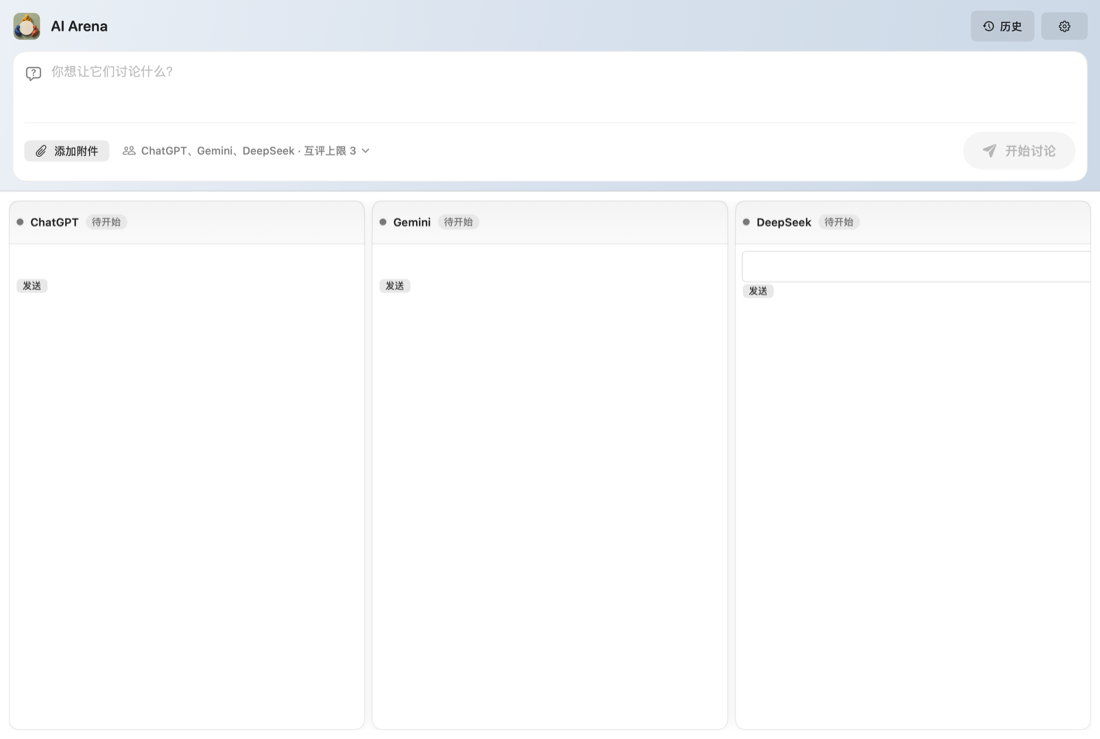 AI Arena
历史
你想让它们讨论什么?
添加附件
ChatGPT、Gemini、DeepSeek · 互评上限 3
开始讨论
ChatGPT 待开始
Gemini 待开始
DeepSeek 待开始
发送
发送
发送